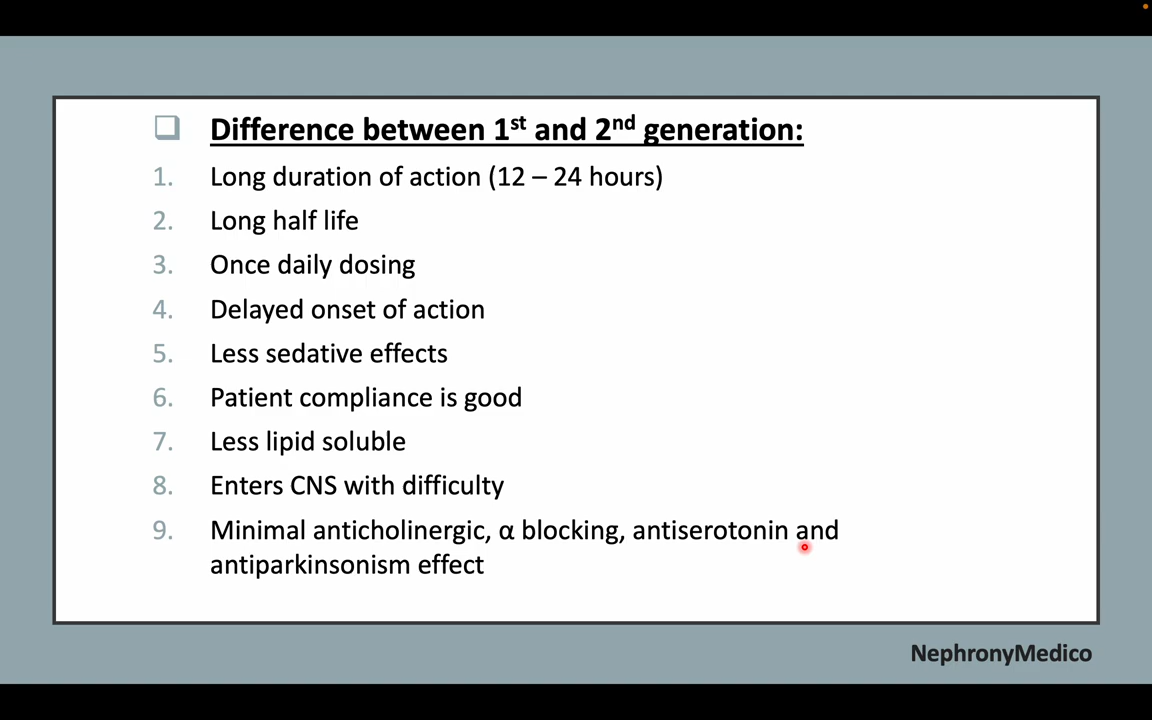 Difference between 1st and 2nd generation:
1. Long duration of action (12 – 24 hours)
2. Long half life
3. Once daily dosing
4. Delayed onset of action
5. Less sedative effects
6. Patient compliance is good
7. Less lipid soluble
8. Enters CNS with difficulty
9. Minimal anticholinergic, α blocking, antiserotonin and
antiparkinsonism effect
NephronyMedico